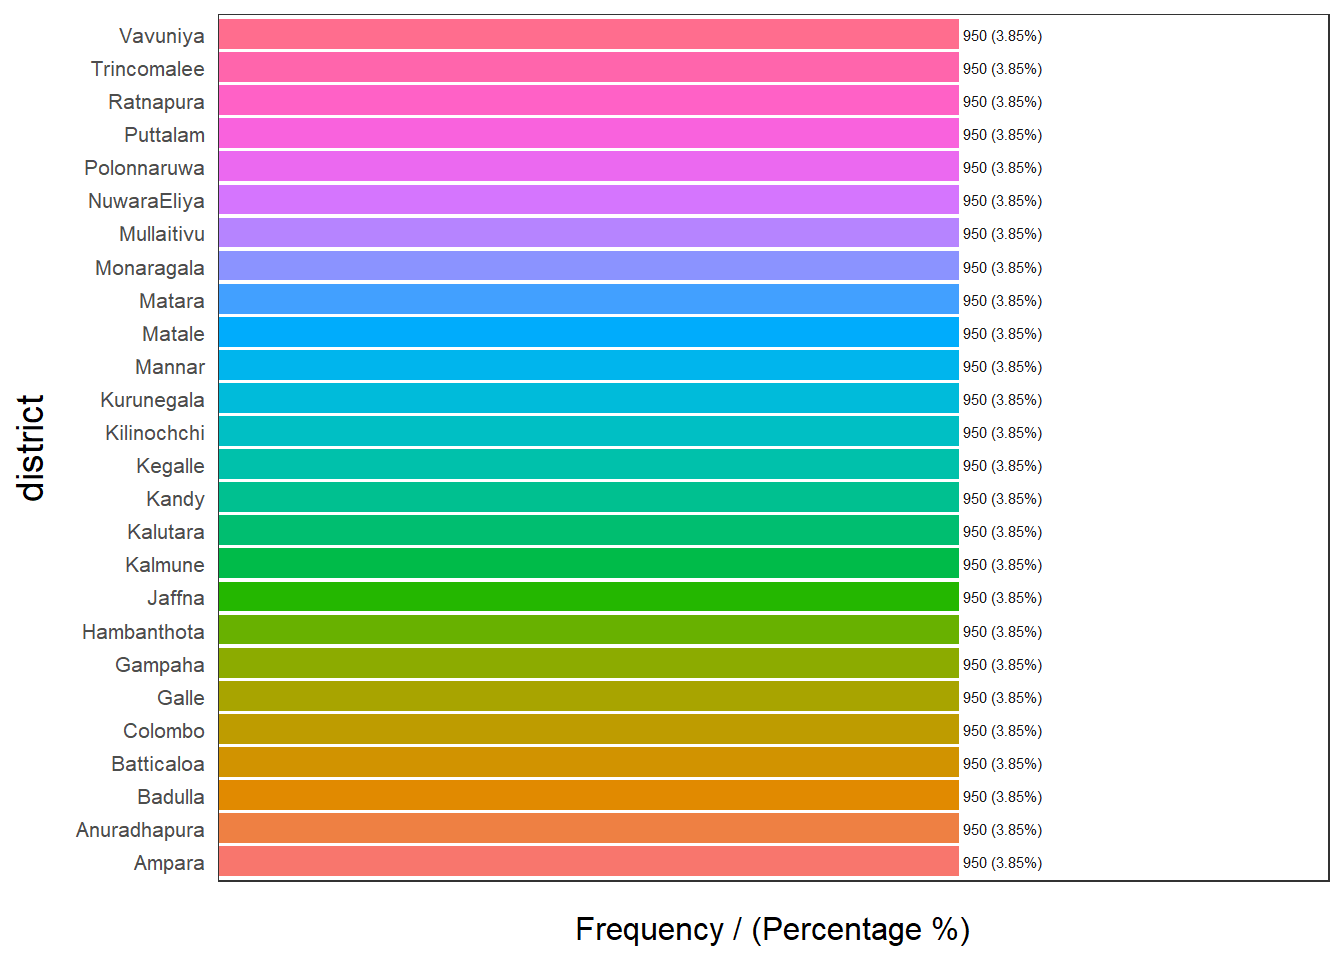 district
Vavuniya 950 (3.85%)
Trincomalee 950 (3.85%)
Ratnapura 950 (3.85%)
Puttalam 950 (3.85%)
Polonnaruwa 950 (3.85%)
NuwaraEliya 950 (3.85%)
Mullaitivu 950 (3.85%)
Monaragala 950 (3.85%)
Matara 950 (3.85%)
Matale 950 (3.85%)
Mannar 950 (3.85%)
Kurunegala 950 (3.85%)
Kilinochchi 950 (3.85%)
Kegalle 950 (3.85%)
Kandy 950 (3.85%)
Kalutara 950 (3.85%)
Kalmune 950 (3.85%)
Jaffna 950 (3.85%)
Hambanthota 950 (3.85%)
Gampaha 950 (3.85%)
Galle 950 (3.85%)
Colombo 950 (3.85%)
Batticaloa 950 (3.85%)
Badulla 950 (3.85%)
Anuradhapura 950 (3.85%)
Ampara 950 (3.85%)
Frequency / (Percentage %)